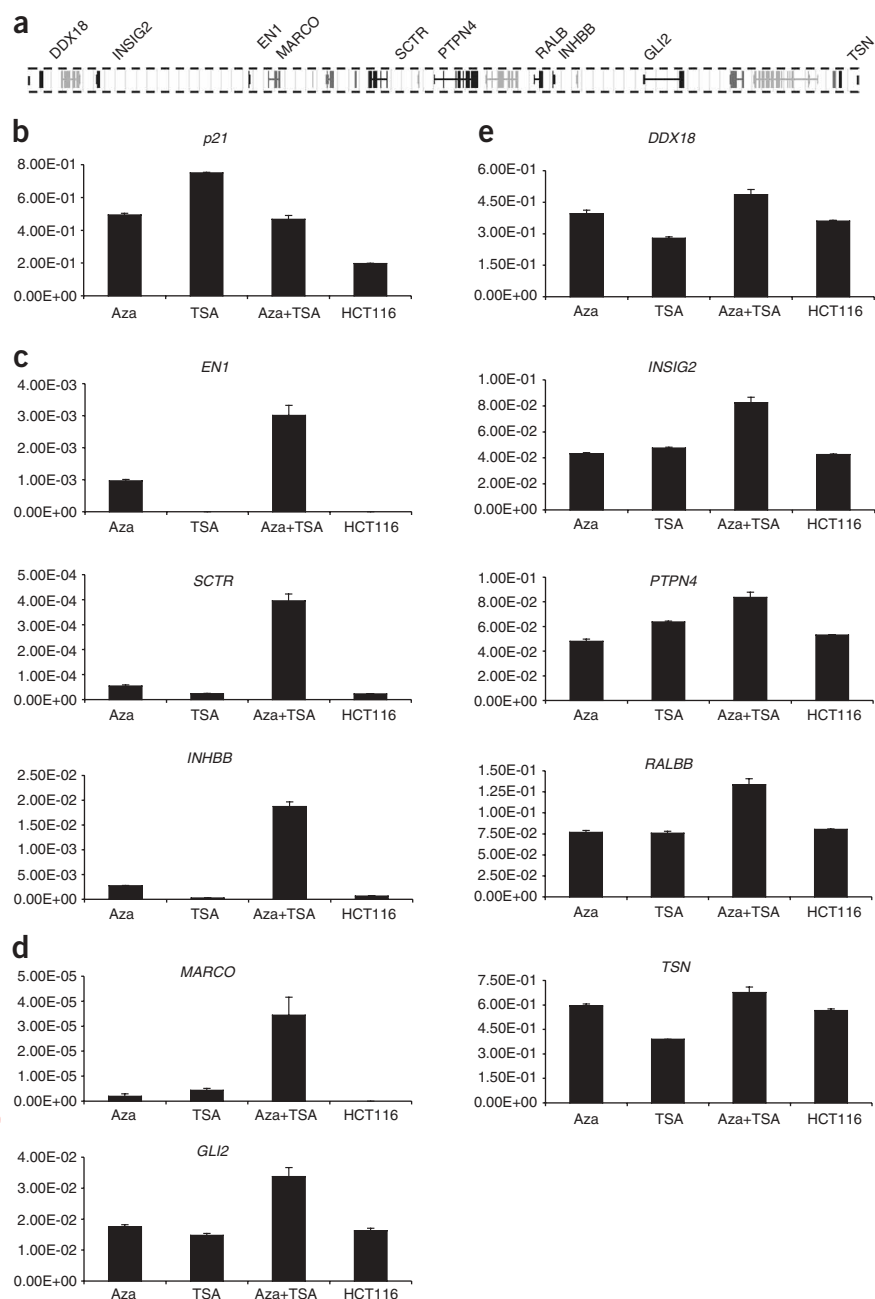 a
DDX18 INSIG2 EN1 MARCO SCTR PTPN4 RALB INHBB GLI2 TSN
b
p21
8.00E-01
6.00E-01
4.00E-01
2.00E-01
0.00E+00
Aza TSA Aza+TSA HCT116
c
EN1
4.00E-03
3.00E-03
2.00E-03
1.00E-03
0.00E+00
Aza TSA Aza+TSA HCT116
SCTR
5.00E-04
4.00E-04
3.00E-04
2.00E-04
1.00E-04
0.00E+00
Aza TSA Aza+TSA HCT116
INHBB
2.50E-02
2.00E-02
1.50E-02
1.00E-02
5.00E-03
0.00E+00
Aza TSA Aza+TSA HCT116
d
MARCO
5.00E-05
4.00E-05
3.00E-05
2.00E-05
1.00E-05
0.00E+00
Aza TSA Aza+TSA HCT116
GLI2
4.00E-02
3.00E-02
2.00E-02
1.00E-02
0.00E+00
Aza TSA Aza+TSA HCT116
e
DDX18
6.00E-01
4.50E-01
3.00E-01
1.50E-01
0.00E+00
Aza TSA Aza+TSA HCT116
INSIG2
1.00E-01
8.00E-02
6.00E-02
4.00E-02
2.00E-02
0.00E+00
Aza TSA Aza+TSA HCT116
PTPN4
1.00E-01
8.00E-02
6.00E-02
4.00E-02
2.00E-02
0.00E+00
Aza TSA Aza+TSA HCT116
RALBB
1.50E-01
1.25E-01
1.00E-01
7.50E-02
5.00E-02
2.50E-02
0.00E+00
Aza TSA Aza+TSA HCT116
TSN
7.50E-01
6.00E-01
4.50E-01
3.00E-01
1.50E-01
0.00E+00
Aza TSA Aza+TSA HCT116